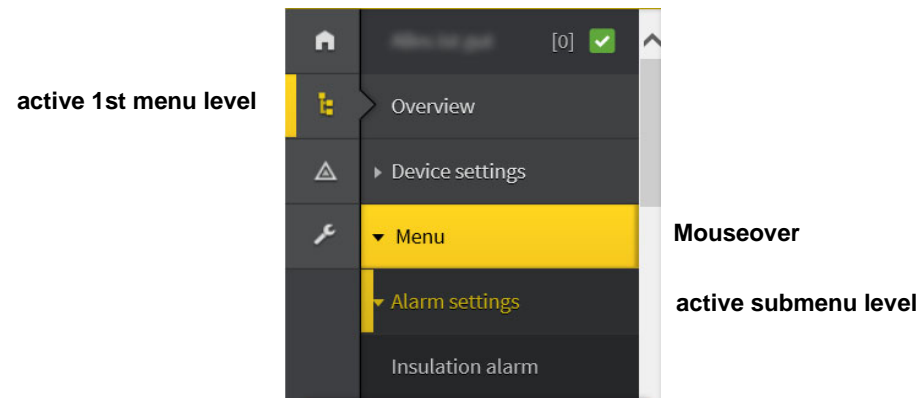 [0]
active 1st menu level
Overview
Device settings
Menu
Mouseover
Alarm settings
active submenu level
Insulation alarm